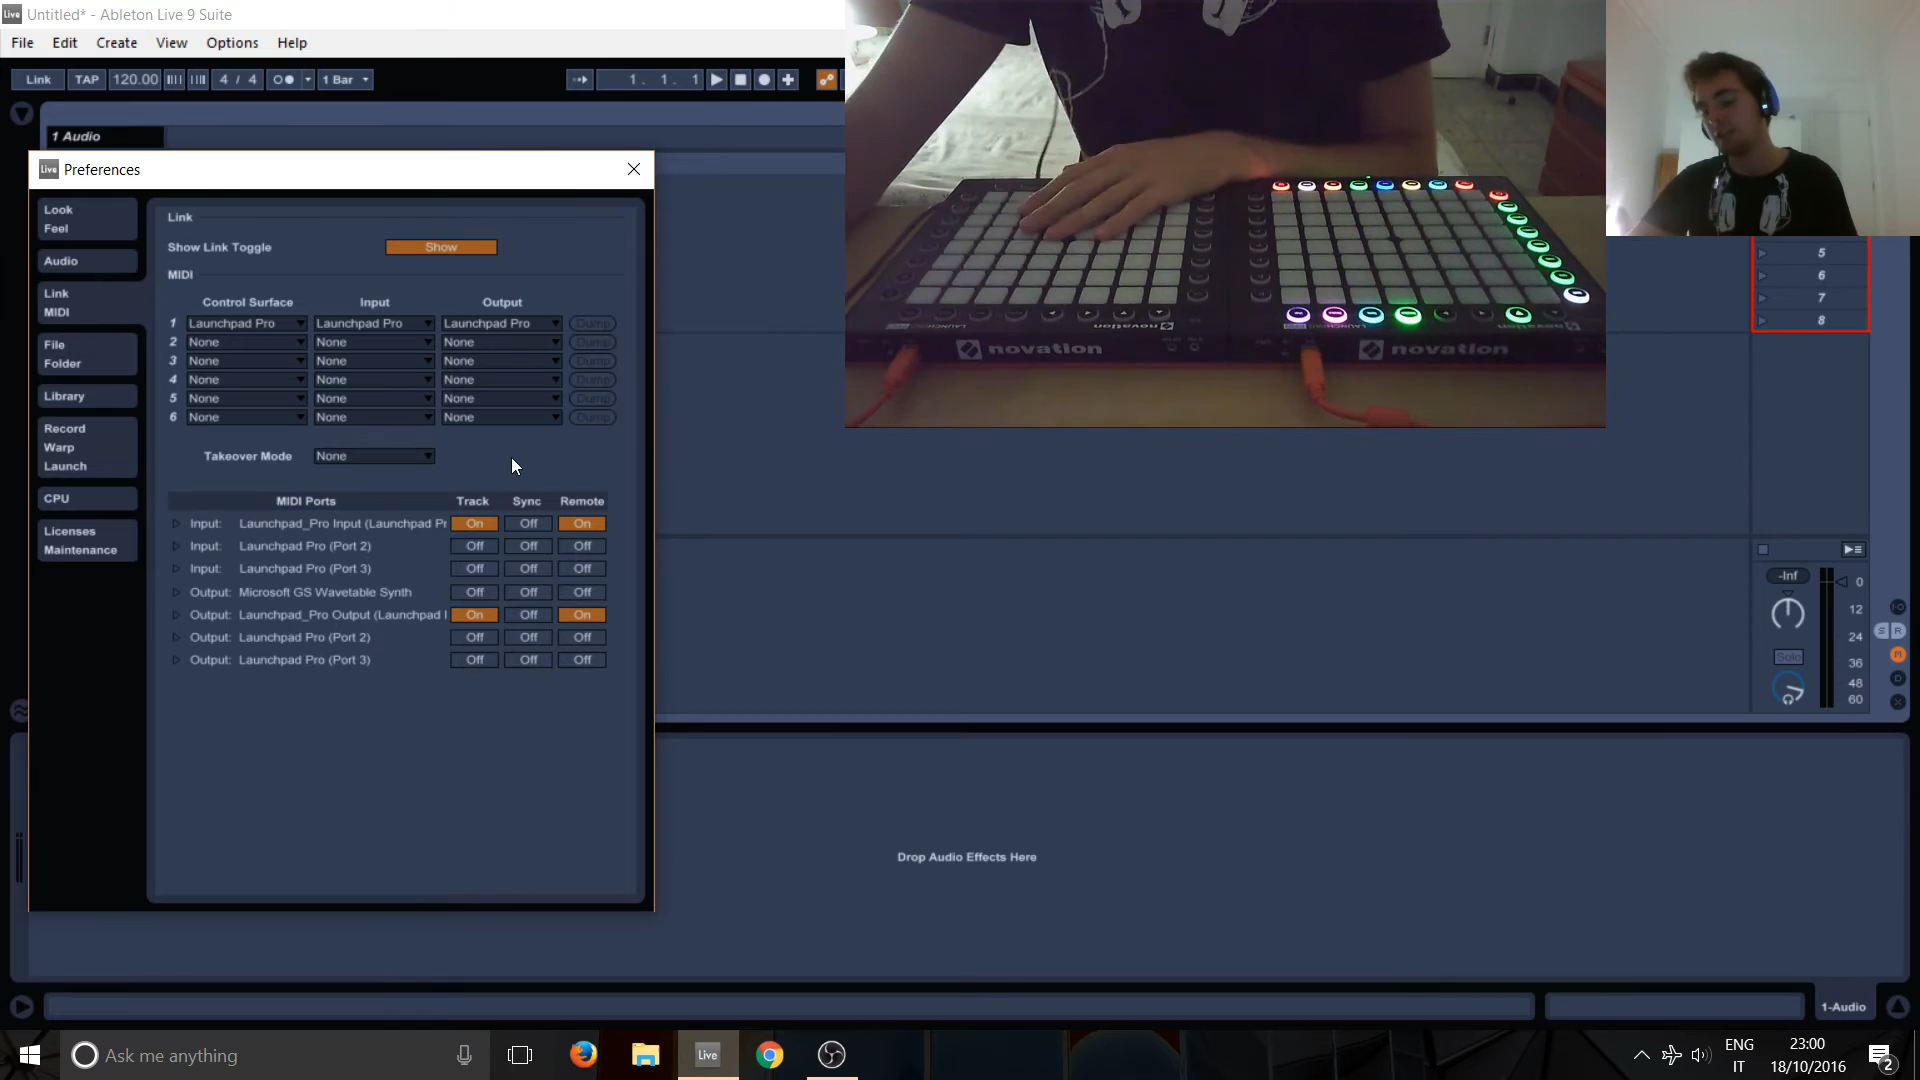 Live Untitled* - Ableton Live 9 Suite
File Edit Create View Options Help
Link TAP 120.00 4 / 4 1 Bar 1. 1. 1
1 Audio
Live Preferences
Look
Feel
Audio
Link
MIDI
File
Folder
Library
Record
Warp
Launch
CPU
Licenses
Maintenance
Link
Show Link Toggle Show
MIDI
Control Surface Input Output
1 Launchpad Pro Launchpad Pro Launchpad Pro Dump
2 None None None Dump
3 None None None Dump
4 None None None Dump
5 None None None Dump
6 None None None Dump
Takeover Mode None
MIDI Ports Track Sync Remote
Input: Launchpad_Pro Input (Launchpad Pr On Off On
Input: Launchpad Pro (Port 2) Off Off Off
Input: Launchpad Pro (Port 3) Off Off Off
Output: Microsoft GS Wavetable Synth Off Off Off
Output: Launchpad_Pro Output (Launchpad On Off On
Output: Launchpad Pro (Port 2) Off Off Off
Output: Launchpad Pro (Port 3) Off Off Off
novation novation
5
6
7
8
-Inf 0
12
24
36
48
60
Solo
S R
M
D
X
Drop Audio Effects Here
1-Audio
Ask me anything
Live
ENG
IT
23:00
18/10/2016
2